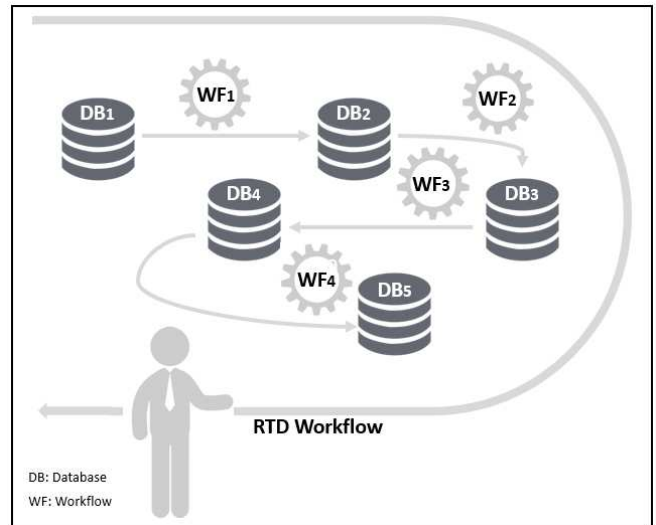 WF1
WF2
DB1
DB2
WF3
DB4
DB3
WF4
DB5
RTD Workflow
DB: Database
WF: Workflow